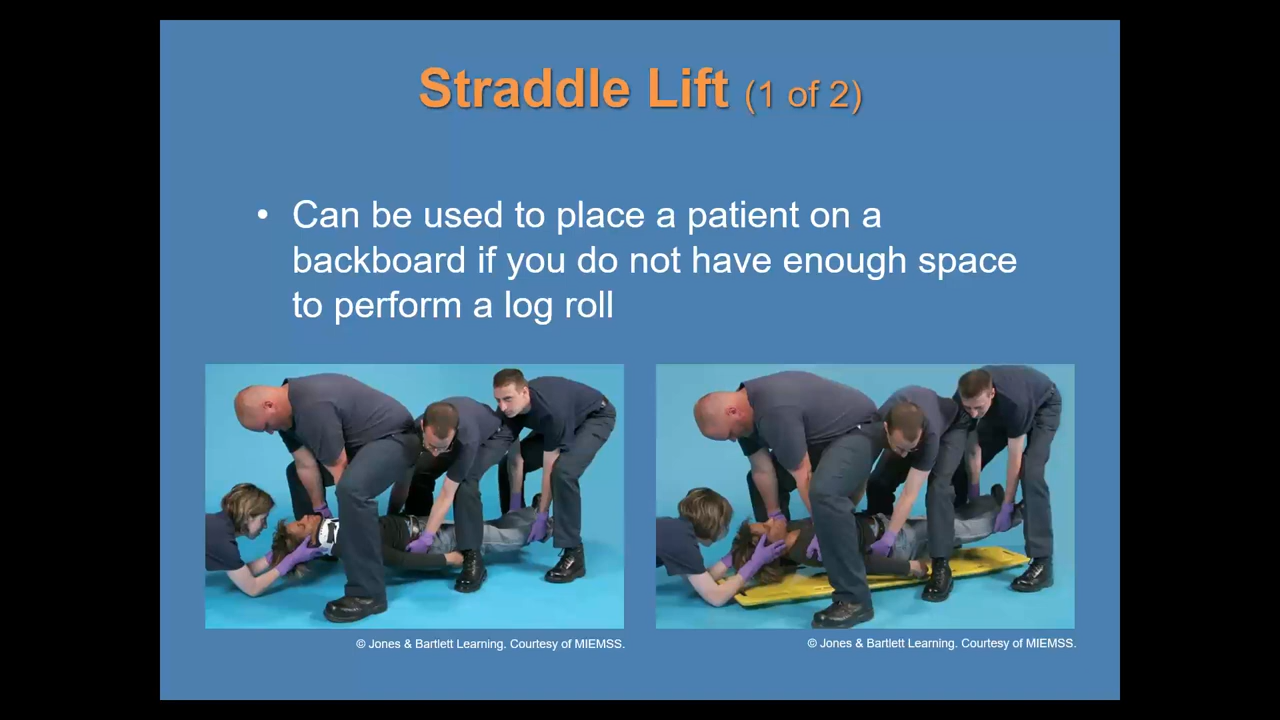 Straddle Lift (1 of 2)
• Can be used to place a patient on a
backboard if you do not have enough space
to perform a log roll
© Jones & Bartlett Learning. Courtesy of MIEMSS.
© Jones & Bartlett Learning. Courtesy of MIEMSS.